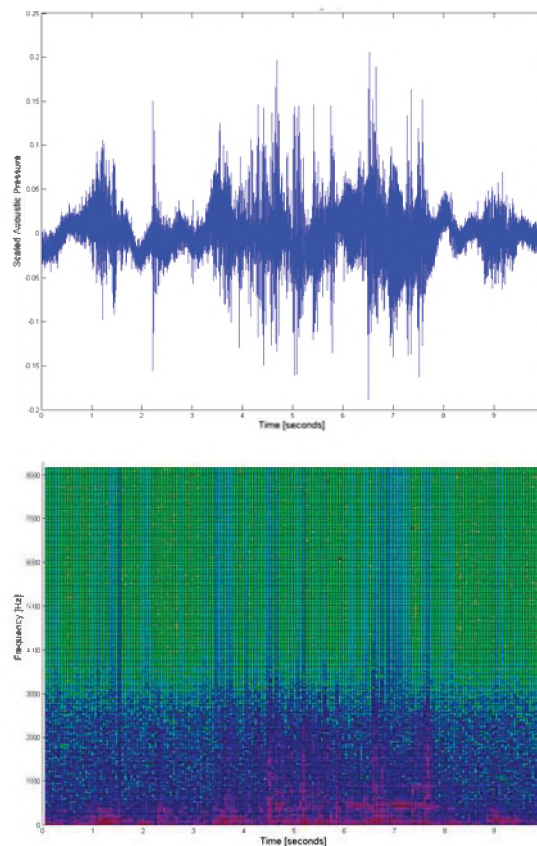 0.25
0.2
0.15
0.1
0.05
0
-0.05
-0.1
-0.15
-0.2
Scaled Acoustic Pressure
0 1 2 3 4 5 6 7 8 9
Time [seconds]
3000
2000
1000
0
Frequency [Hz]
0 1 2 3 4 5 6 7 8 9
Time [seconds]